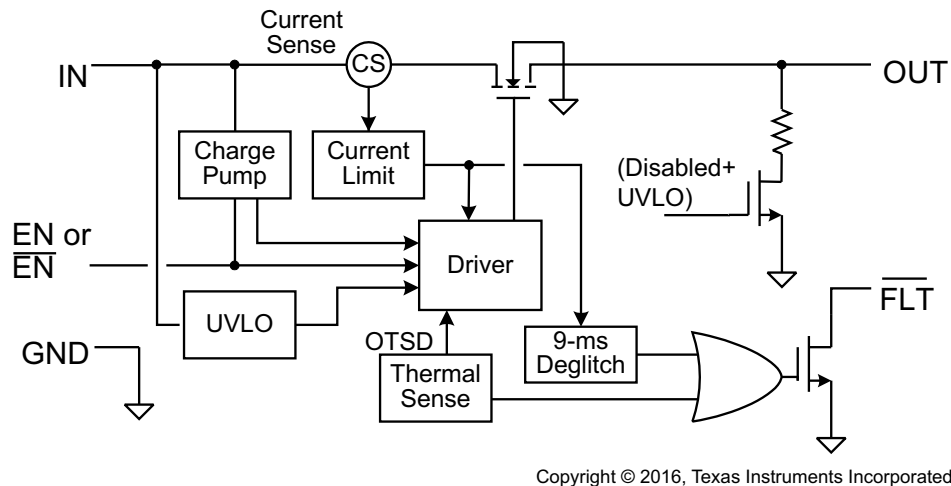 Current
Sense
IN
CS
OUT
Charge
Pump
Current
Limit
(Disabled+
UVLO)
EN or
EN
Driver
FLT
UVLO
OTSD
9-ms
Deglitch
GND
Thermal
Sense
Copyright © 2016, Texas Instruments Incorporated